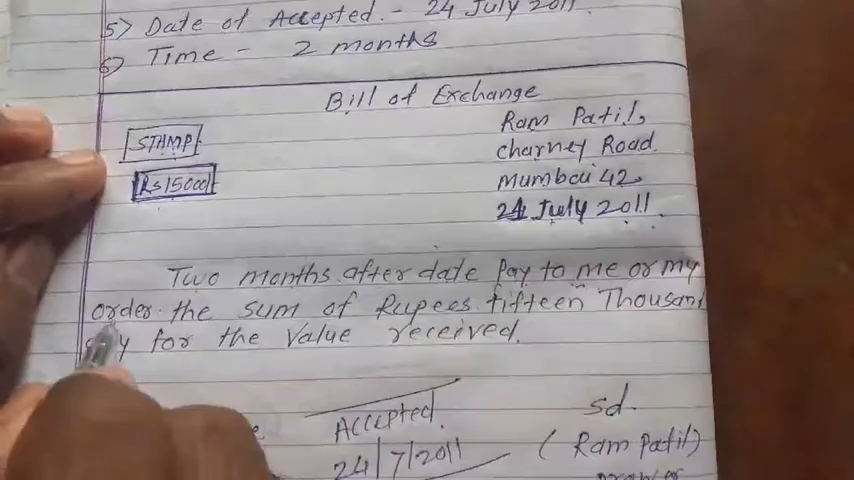 5> Date of Accepted. - 24 July 2011.
6> Time - 2 months
Bill of Exchange
STAMP
Rs15000
Ram Patil,
charney Road
Mumbai 42,
24 July 2011.
Two months after date Pay to me or my
order the sum of Rupees fifteen Thousand
for the Value received.
Accepted
24/7/2011
sd.
(Ram Patil)